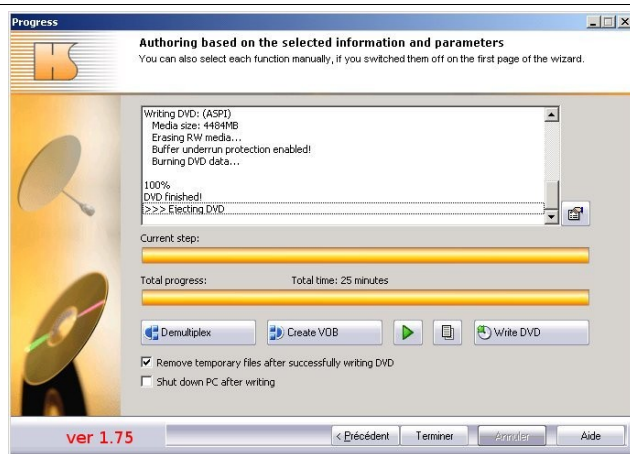 Progress
Authoring based on the selected information and parameters
You can also select each function manually, if you switched them off on the first page of the wizard.
Writing DVD: (ASPI)
Media size: 4484MB
Erasing RW media...
Buffer underrun protection enabled!
Burning DVD data...
100%
DVD finished!
>>> Ejecting DVD
Current step:
Total progress: Total time: 25 minutes
Demultiplex Create VOB Write DVD
Remove temporary files after successfully writing DVD
Shut down PC after writing
ver 1.75 < Précédent Terminer Annuler Aide